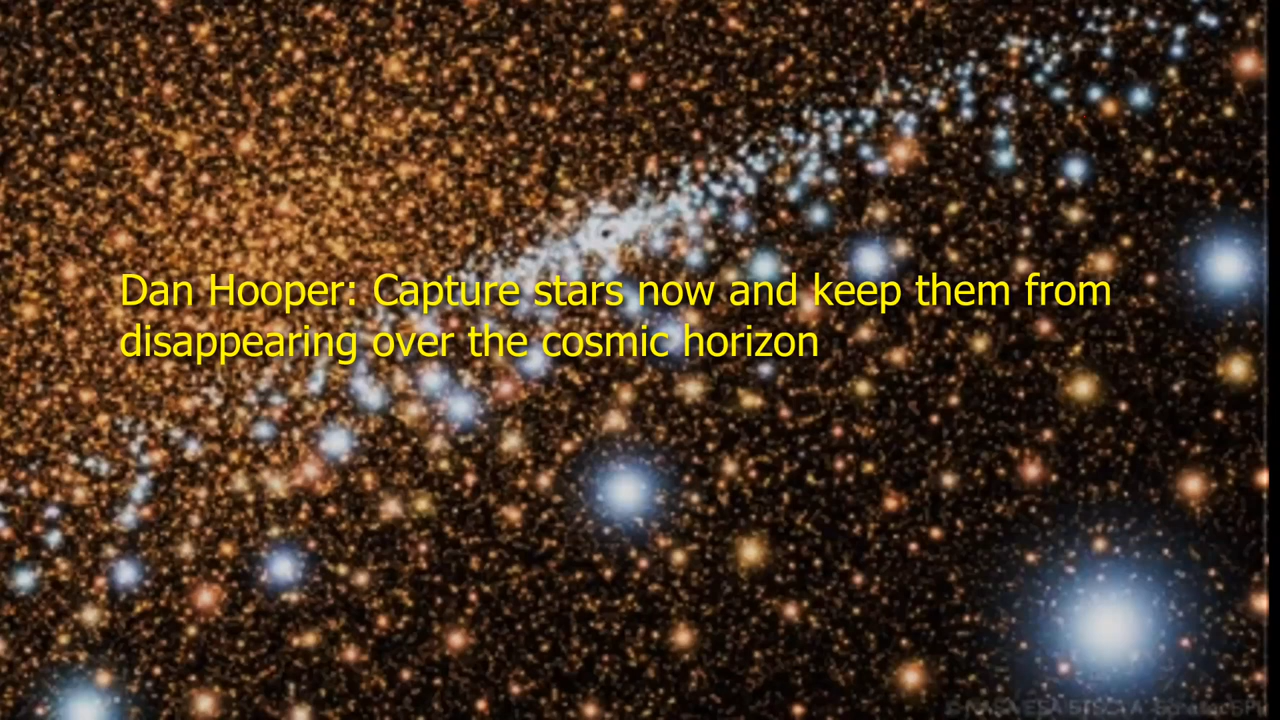 Dan Hooper: Capture stars now and keep them from
disappearing over the cosmic horizon